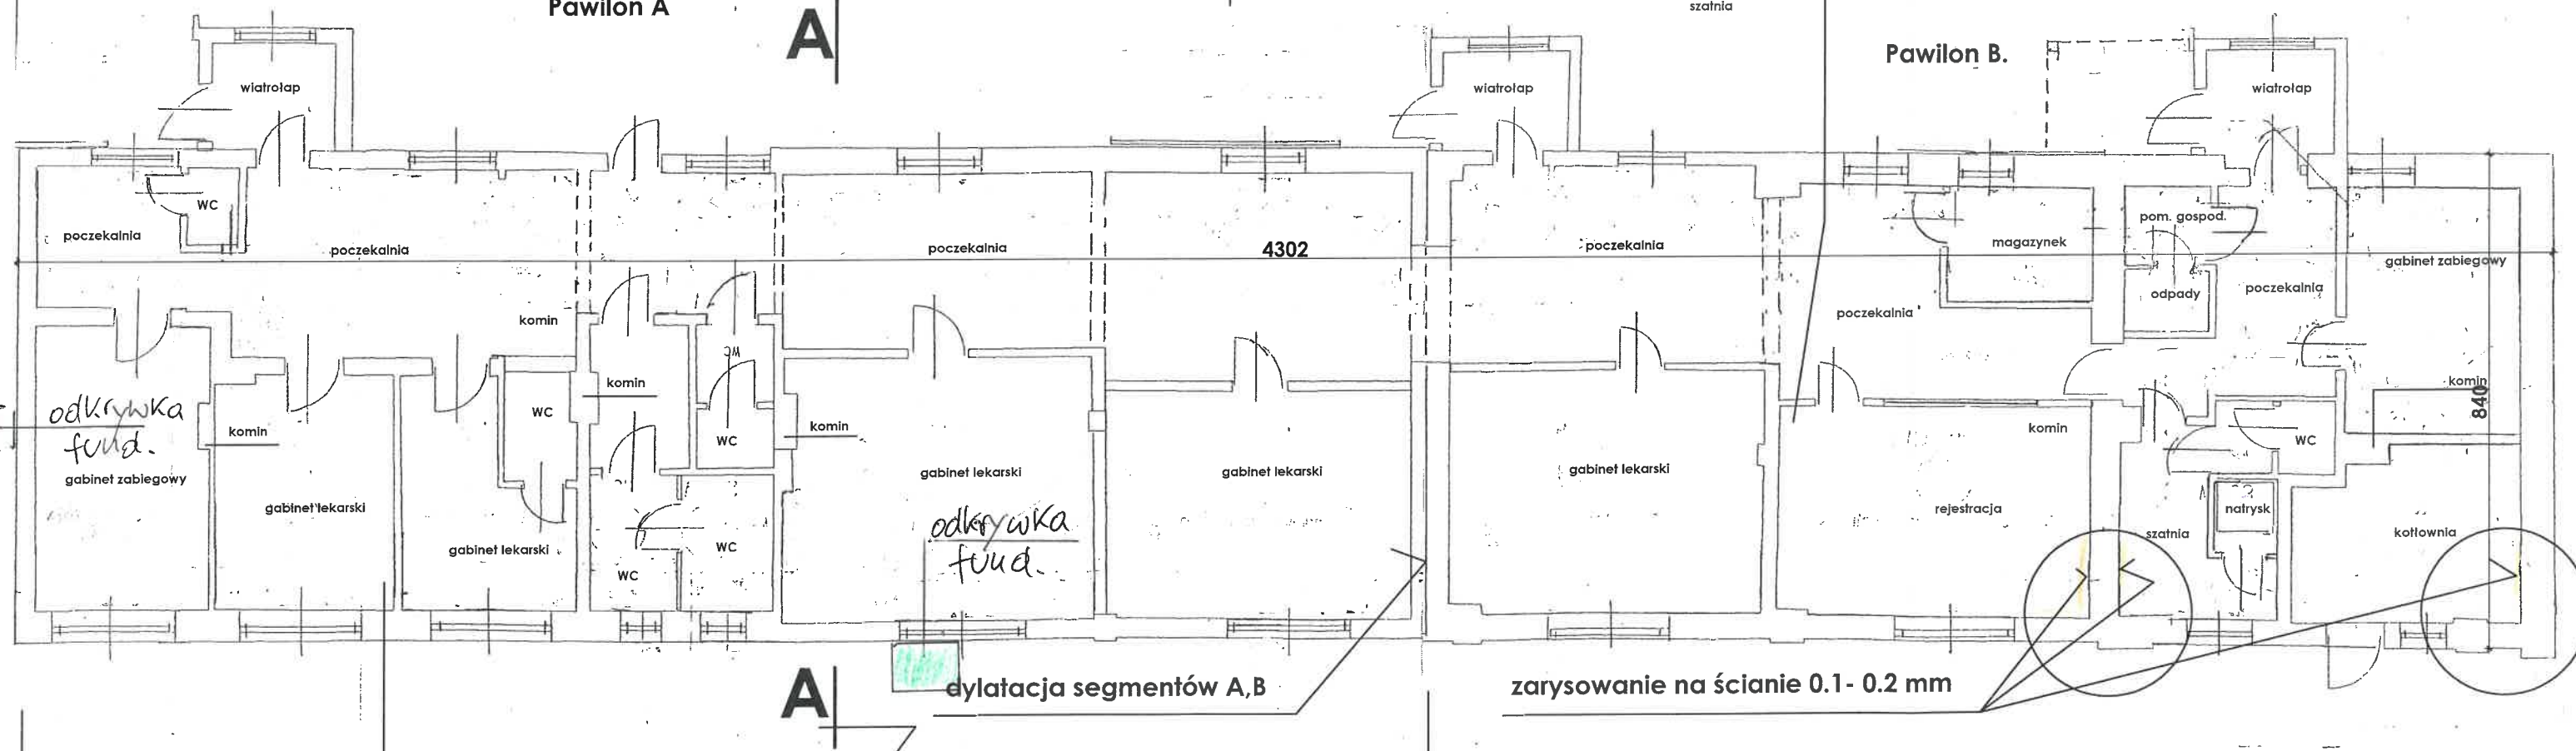 Pawilon A
A
szatnia
Pawilon B.
wiatrołap
wiatrołap
wiatrołap
WC
poczekalnia
poczekalnia
poczekalnia
4302
poczekalnia
magazynek
pom. gospod.
odpady
poczekalnia
gabinet zabiegowy
poczekalnia
komin
komin
WC
komin
840
odkrywka
fund.
komin
WC
WC
komin
komin
WC
gabinet zabiegowy
gabinet lekarski
gabinet lekarski
gabinet lekarski
gabinet lekarski
gabinet lekarski
rejestracja
natrysk
szatnia
kotłownia
odkrywka
fund.
WC
WC
A
dylatacja segmentów A,B
zarysowanie na ścianie 0.1- 0.2 mm